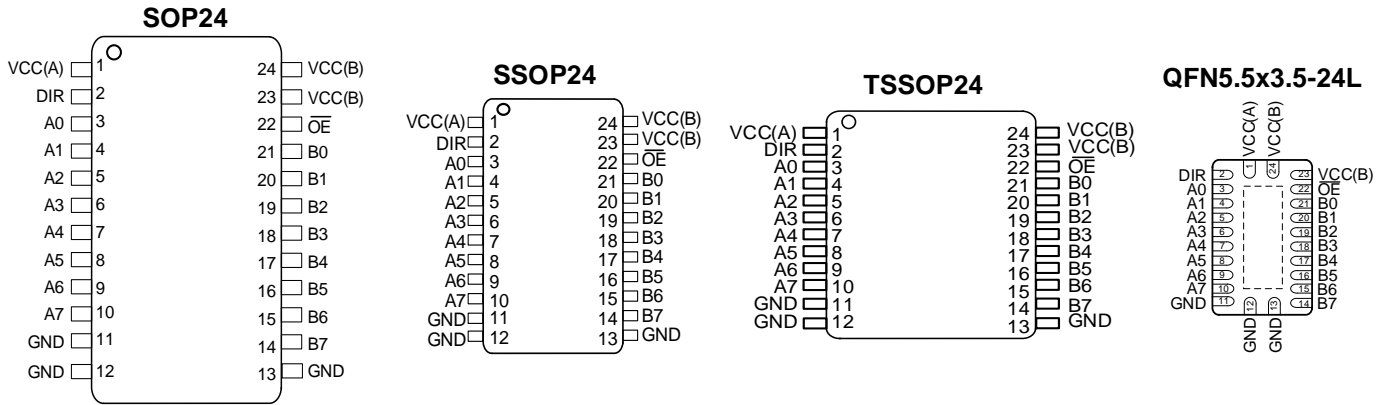 SOP24
VCC(A) 1 24 VCC(B)
DIR 2 23 VCC(B)
A0 3 22 OE
A1 4 21 B0
A2 5 20 B1
A3 6 19 B2
A4 7 18 B3
A5 8 17 B4
A6 9 16 B5
A7 10 15 B6
GND 11 14 B7
GND 12 13 GND
SSOP24
VCC(A) 1 24 VCC(B)
DIR 2 23 VCC(B)
A0 3 22 OE
A1 4 21 B0
A2 5 20 B1
A3 6 19 B2
A4 7 18 B3
A5 8 17 B4
A6 9 16 B5
A7 10 15 B6
GND 11 14 B7
GND 12 13 GND
TSSOP24
VCC(A) 1 24 VCC(B)
DIR 2 23 VCC(B)
A0 3 22 OE
A1 4 21 B0
A2 5 20 B1
A3 6 19 B2
A4 7 18 B3
A5 8 17 B4
A6 9 16 B5
A7 10 15 B6
GND 11 14 B7
GND 12 13 GND
QFN5.5x3.5-24L
VCC(A) VCC(B)
1 24
DIR 2 23 VCC(B)
A0 3 22 OE
A1 4 21 B0
A2 5 20 B1
A3 6 19 B2
A4 7 18 B3
A5 8 17 B4
A6 9 16 B5
A7 10 15 B6
GND 11 14 B7
12 13
GND GND